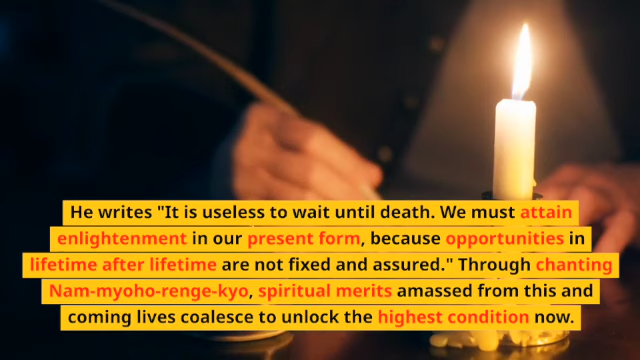 He writes "It is useless to wait until death. We must attain
enlightenment in our present form, because opportunities in
lifetime after lifetime are not fixed and assured." Through chanting
Nam-myoho-renge-kyo, spiritual merits amassed from this and
coming lives coalesce to unlock the highest condition now.